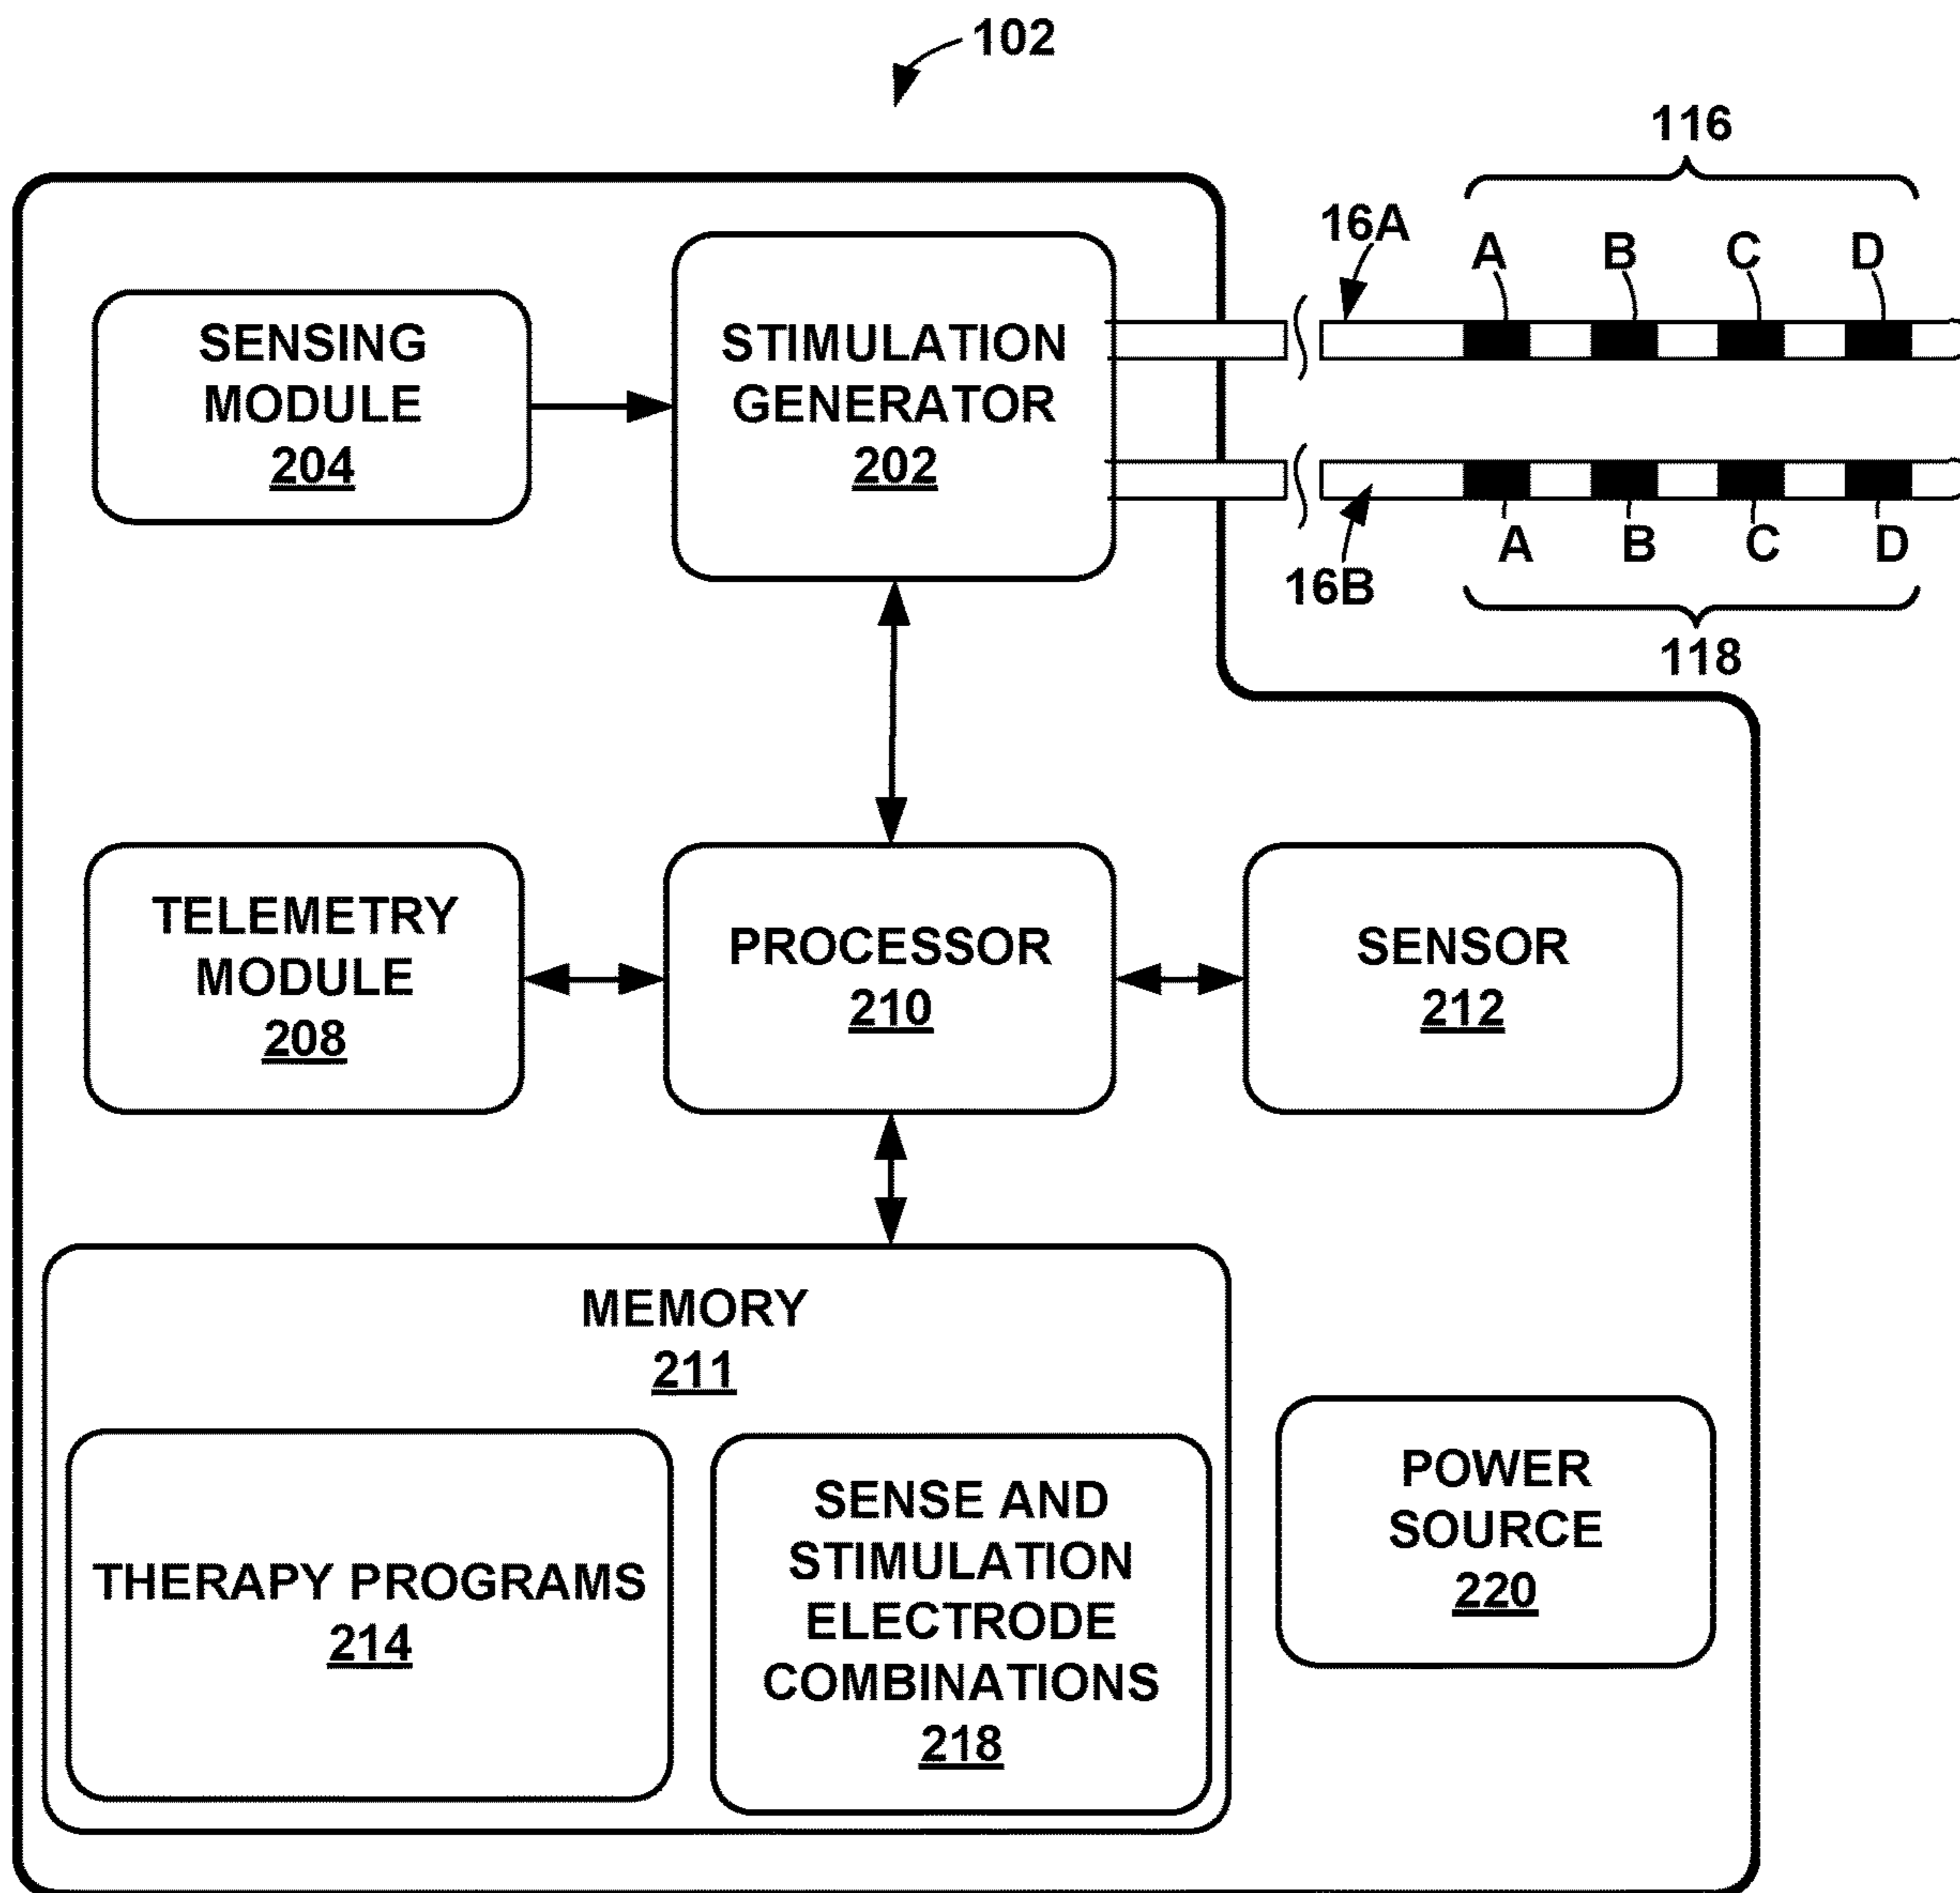 102
116
16A
A B C D
SENSING
MODULE
204
STIMULATION
GENERATOR
202
A B C D
16B
118
TELEMETRY
MODULE
208
PROCESSOR
210
SENSOR
212
MEMORY
211
THERAPY PROGRAMS
214
SENSE AND
STIMULATION
ELECTRODE
COMBINATIONS
218
POWER
SOURCE
220